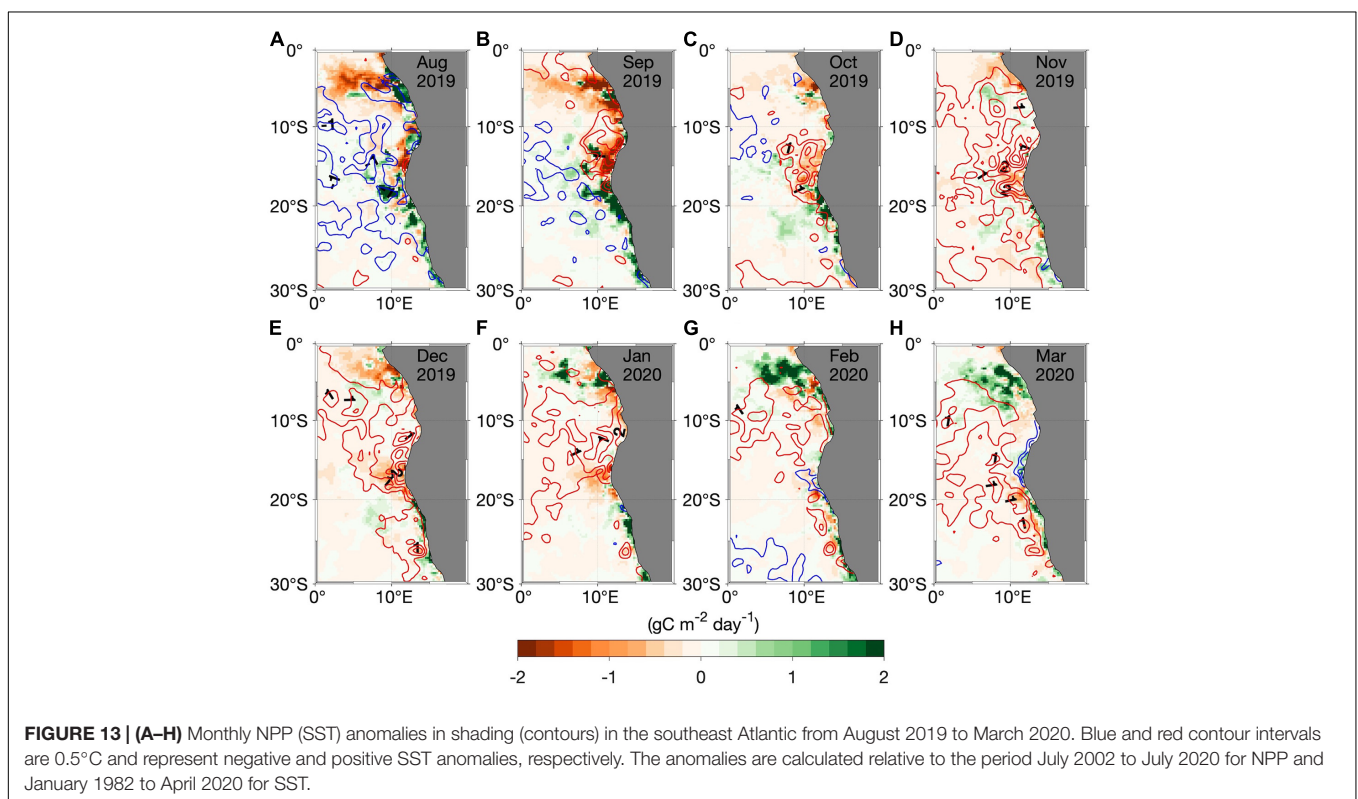 A B C D
0° 0° 0° 0°
Aug Sep Oct Nov
2019 2019 2019 2019
10°S 10°S 10°S 10°S
20°S 20°S 20°S 20°S
30°S 30°S 30°S 30°S
0° 10°E 0° 10°E 0° 10°E 0° 10°E
E F G H
0° 0° 0° 0°
Dec Jan Feb Mar
2019 2020 2020 2020
10°S 10°S 10°S 10°S
20°S 20°S 20°S 20°S
30°S 30°S 30°S 30°S
0° 10°E 0° 10°E 0° 10°E 0° 10°E
(gC m⁻² day⁻¹)
-2 -1 0 1 2
FIGURE 13 | (A–H) Monthly NPP (SST) anomalies in shading (contours) in the southeast Atlantic from August 2019 to March 2020. Blue and red contour intervals
are 0.5°C and represent negative and positive SST anomalies, respectively. The anomalies are calculated relative to the period July 2002 to July 2020 for NPP and
January 1982 to April 2020 for SST.